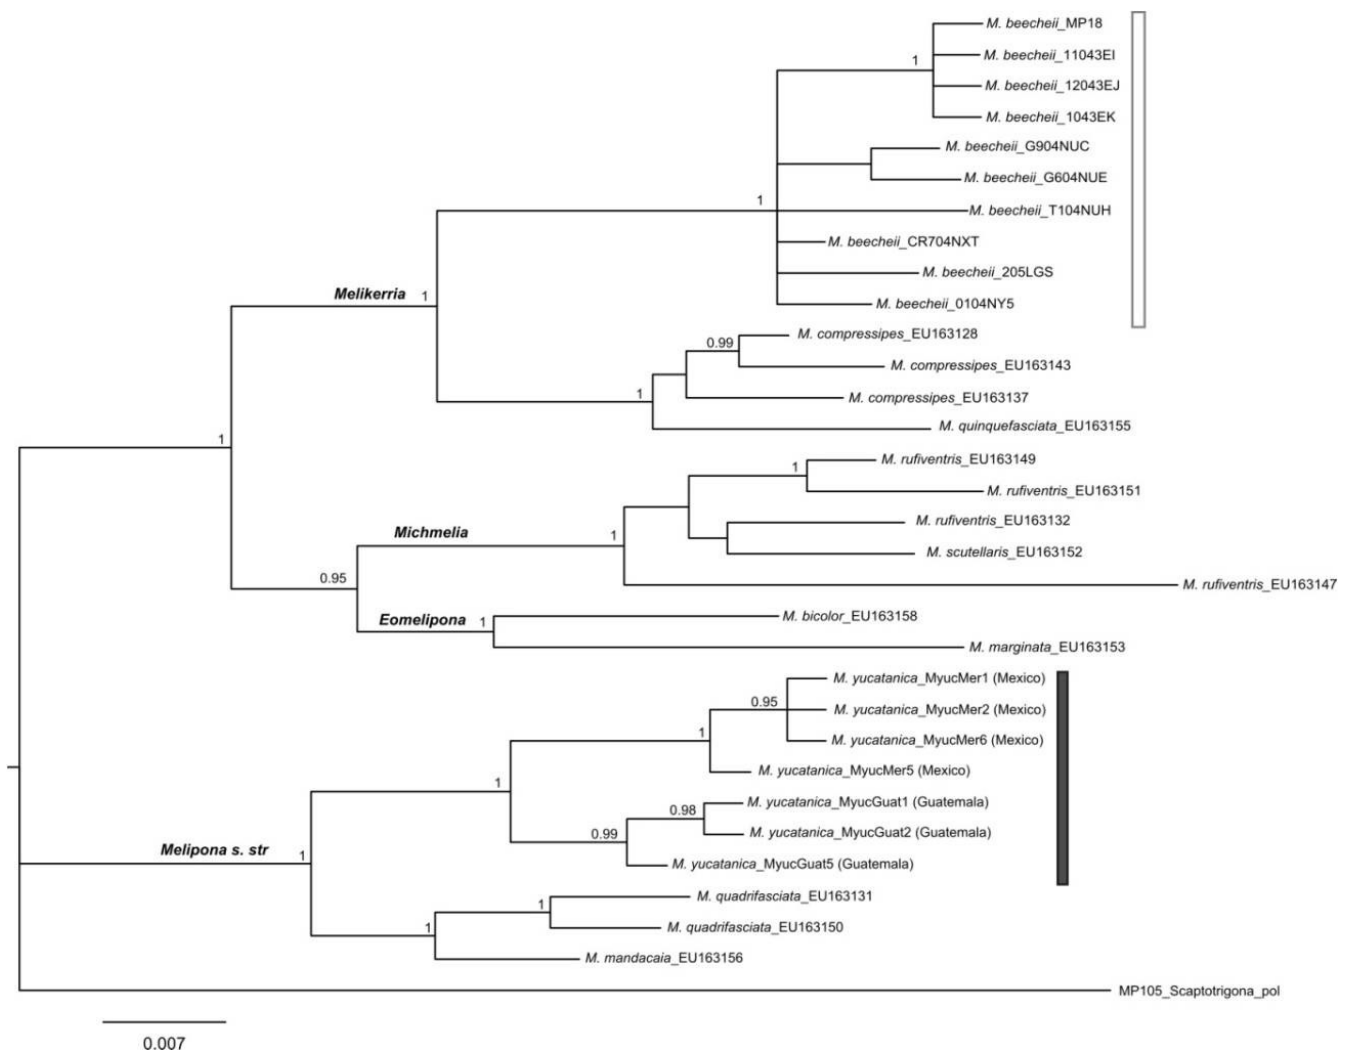 M. beecheii_MP18
1
M. beecheii_11043EI
M. beecheii_12043EJ
M. beecheii_1043EK
M. beecheii_G904NUC
M. beecheii_G604NUE
1
M. beecheii_T104NUH
M. beecheii_CR704NXT
M. beecheii_205LGS
Melikerria 1
M. beecheii_0104NY5
M. compressipes_EU163128
0.99
M. compressipes_EU163143
1
M. compressipes_EU163137
M. quinquefasciata_EU163155
1
M. rufiventris_EU163149
1
M. rufiventris_EU163151
M. rufiventris_EU163132
Michmelia 1
M. scutellaris_EU163152
0.95
M. rufiventris_EU163147
Eomelipona 1
M. bicolor_EU163158
M. marginata_EU163153
M. yucatanica_MyucMer1 (Mexico)
0.95
M. yucatanica_MyucMer2 (Mexico)
1
M. yucatanica_MyucMer6 (Mexico)
M. yucatanica_MyucMer5 (Mexico)
1
M. yucatanica_MyucGuat1 (Guatemala)
0.98
M. yucatanica_MyucGuat2 (Guatemala)
0.99
Melipona s. str 1
M. yucatanica_MyucGuat5 (Guatemala)
M. quadrifasciata_EU163131
1
M. quadrifasciata_EU163150
1
M. mandacaia_EU163156
MP105_Scaptotrigona_pol
0.007